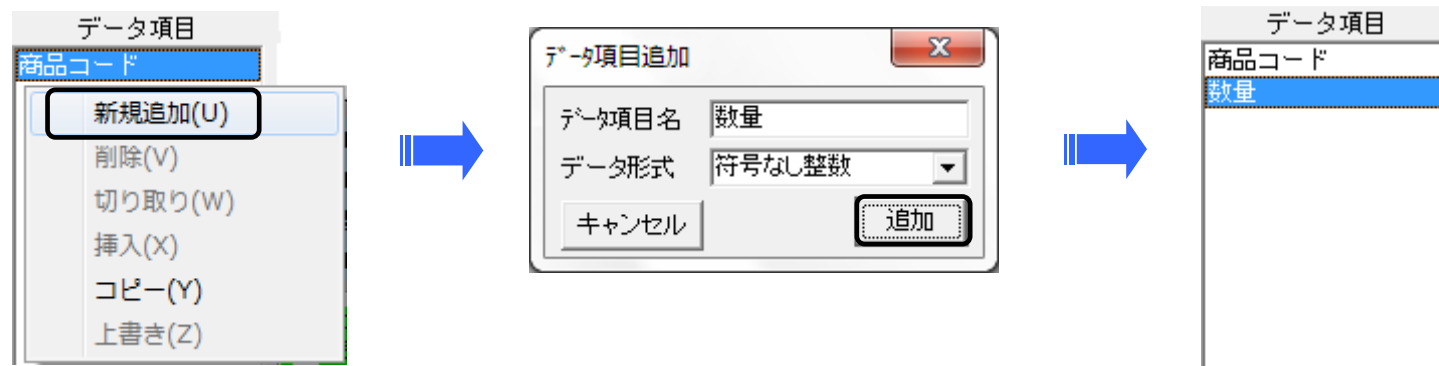 データ項目
商品コード
新規追加(U)
削除(V)
切り取り(W)
挿入(X)
コピー(Y)
上書き(Z)
ﾃﾞｰﾀ項目追加
ﾃﾞｰﾀ項目名 数量
データ形式 符号なし整数
キャンセル 追加
データ項目
商品コード
数量